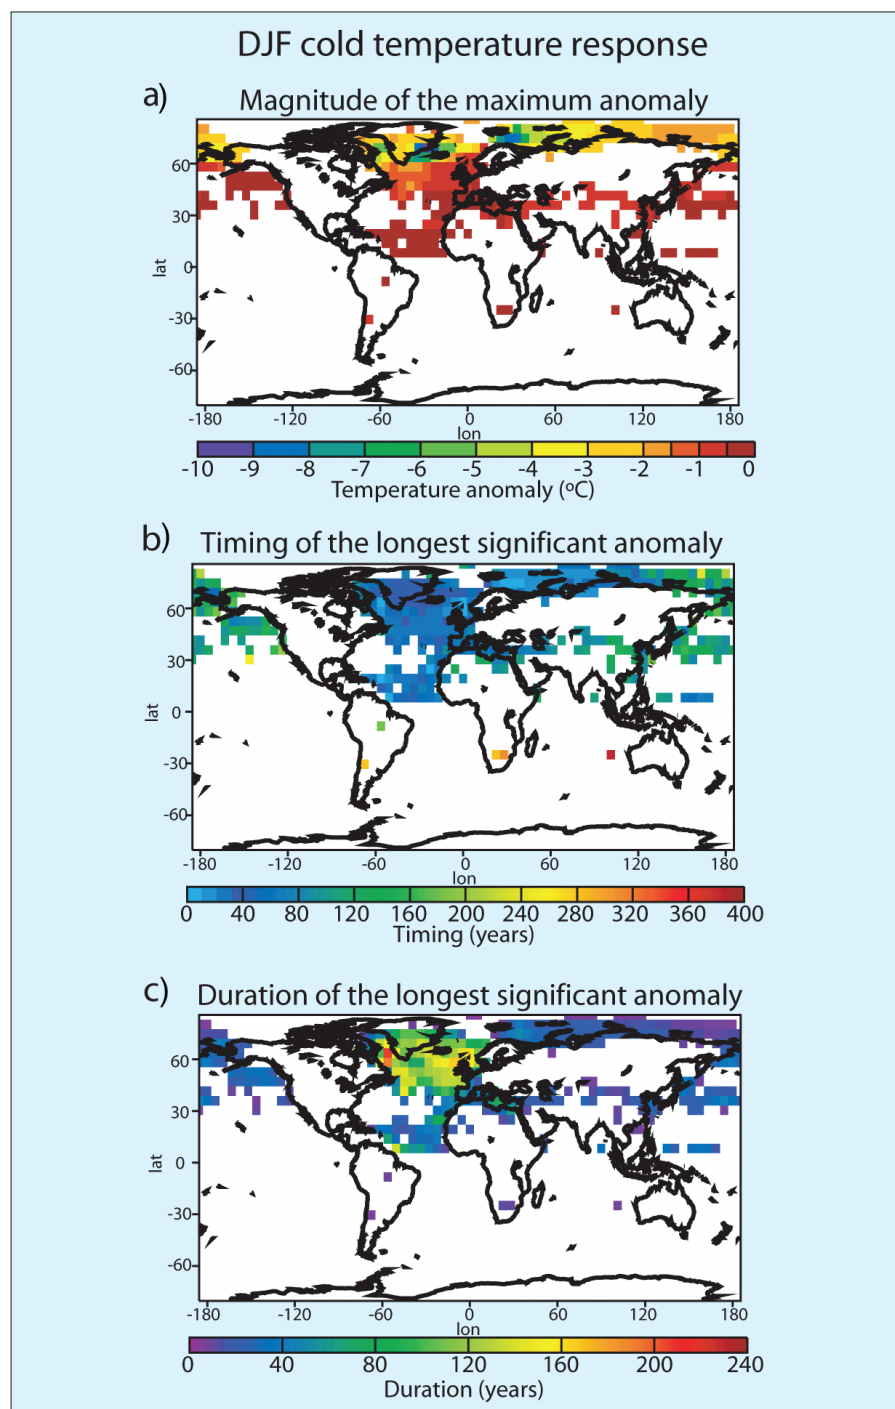 DJF cold temperature response
a) Magnitude of the maximum anomaly
60
30
0
-30
-60
lat
-180 -120 -60 0 60 120 180
lon
-10 -9 -8 -7 -6 -5 -4 -3 -2 -1 0
Temperature anomaly (ºC)
b) Timing of the longest significant anomaly
60
30
0
-30
-60
lat
-180 -120 -60 0 60 120 180
lon
0 40 80 120 160 200 240 280 320 360 400
Timing (years)
c) Duration of the longest significant anomaly
60
30
0
-30
-60
lat
-180 -120 -60 0 60 120 180
lon
0 40 80 120 160 200 240
Duration (years)